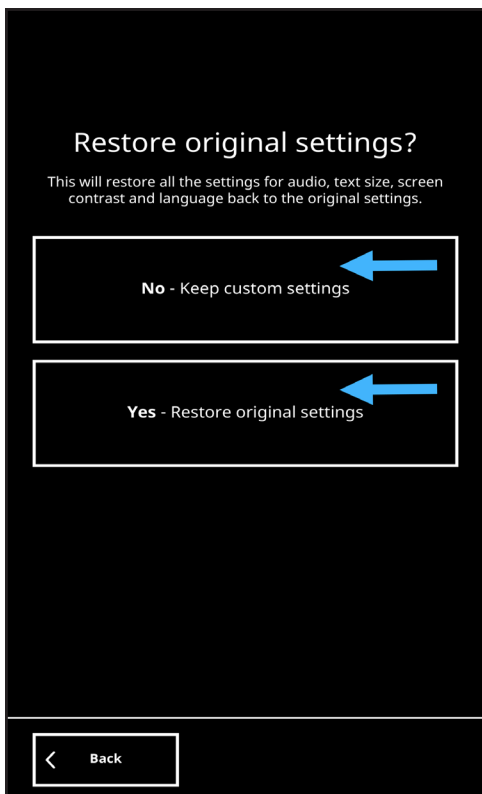 Restore original settings?
This will restore all the settings for audio, text size, screen
contrast and language back to the original settings.
No - Keep custom settings
Yes - Restore original settings
Back